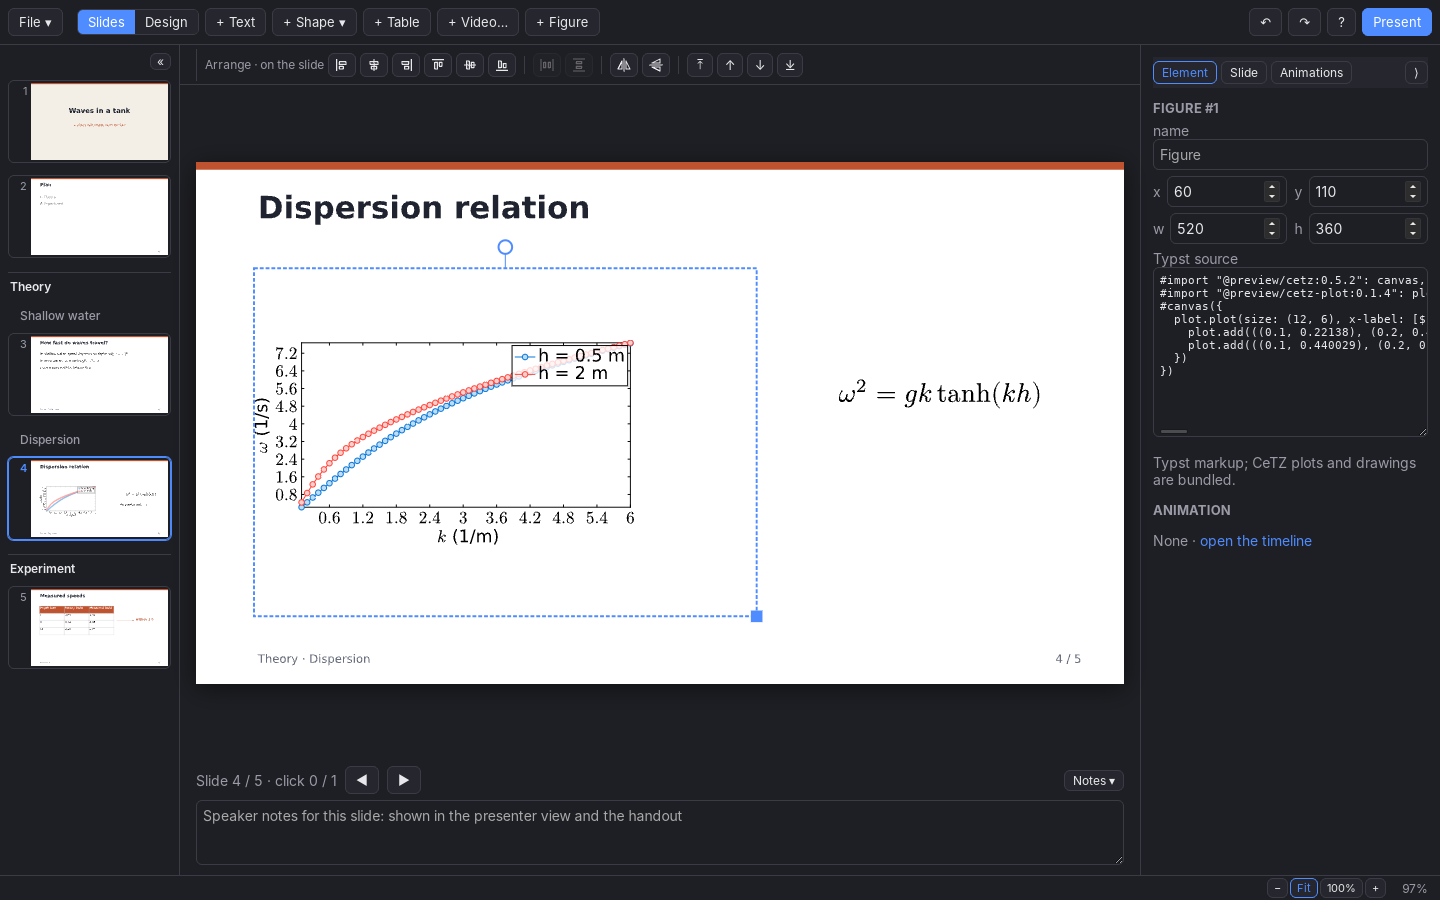 File ▾
Slides
Design
+ Text
+ Shape ▾
+ Table
+ Video...
+ Figure
↶
↷
?
Present
«
Arrange · on the slide
Element
Slide
Animations
⟩
1
Waves in a tank
2
Plan
Theory
Shallow water
3
How fast do waves travel?
Dispersion
4
Dispersion relation
Experiment
5
Measured speeds
Dispersion relation
7.2
6.4
5.6
4.8
4
3.2
2.4
1.6
0.8
ω (1/s)
h = 0.5 m
h = 2 m
0.6 1.2 1.8 2.4 3 3.6 4.2 4.8 5.4 6
k (1/m)
ω² = gk tanh(kh)
Theory · Dispersion
4 / 5
Slide 4 / 5 · click 0 / 1
Notes ▾
Speaker notes for this slide: shown in the presenter view and the handout
FIGURE #1
name
Figure
x 60 y 110
w 520 h 360
Typst source
#import "@preview/cetz:0.5.2": canvas,
#import "@preview/cetz-plot:0.1.4": pl
#canvas({
plot.plot(size: (12, 6), x-label: [$
plot.add(((0.1, 0.22138), (0.2, 0.
plot.add(((0.1, 0.440029), (0.2, 0
})
})
Typst markup; CeTZ plots and drawings
are bundled.
ANIMATION
None · open the timeline
− Fit 100% + 97%